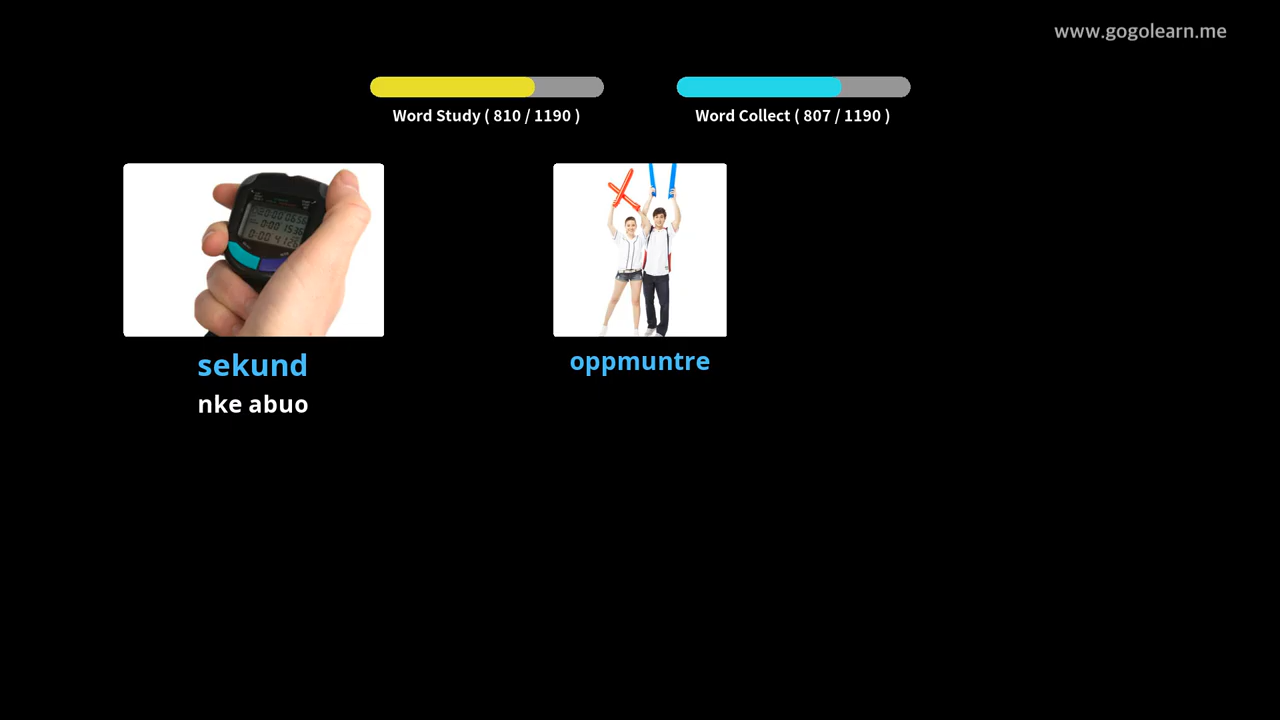 www.gogolearn.me
Word Study ( 810 / 1190 )
Word Collect ( 807 / 1190 )
sekund
nke abuo
oppmuntre